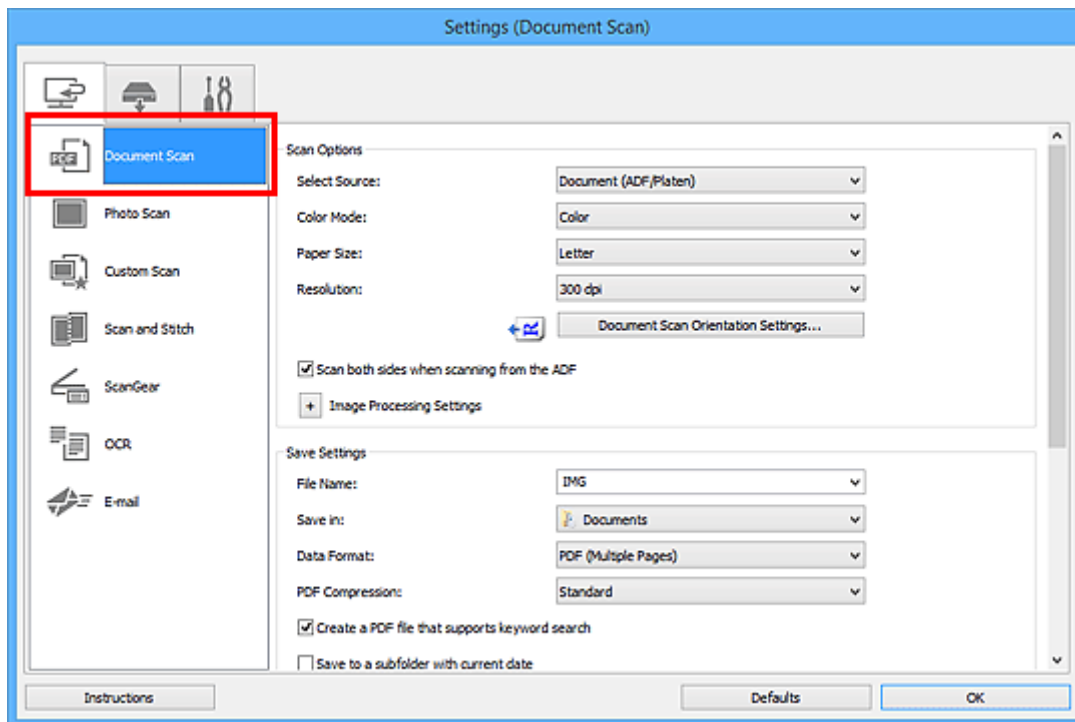 Settings (Document Scan)
PDF
Document Scan
Photo Scan
Custom Scan
Scan and Stitch
ScanGear
OCR
E-mail
Scan Options
Select Source: Document (ADF/Platen)
Color Mode: Color
Paper Size: Letter
Resolution: 300 dpi
R Document Scan Orientation Settings...
Scan both sides when scanning from the ADF
+ Image Processing Settings
Save Settings
File Name: IMG
Save in: Documents
Data Format: PDF (Multiple Pages)
PDF Compression: Standard
Create a PDF file that supports keyword search
Save to a subfolder with current date
Instructions Defaults OK